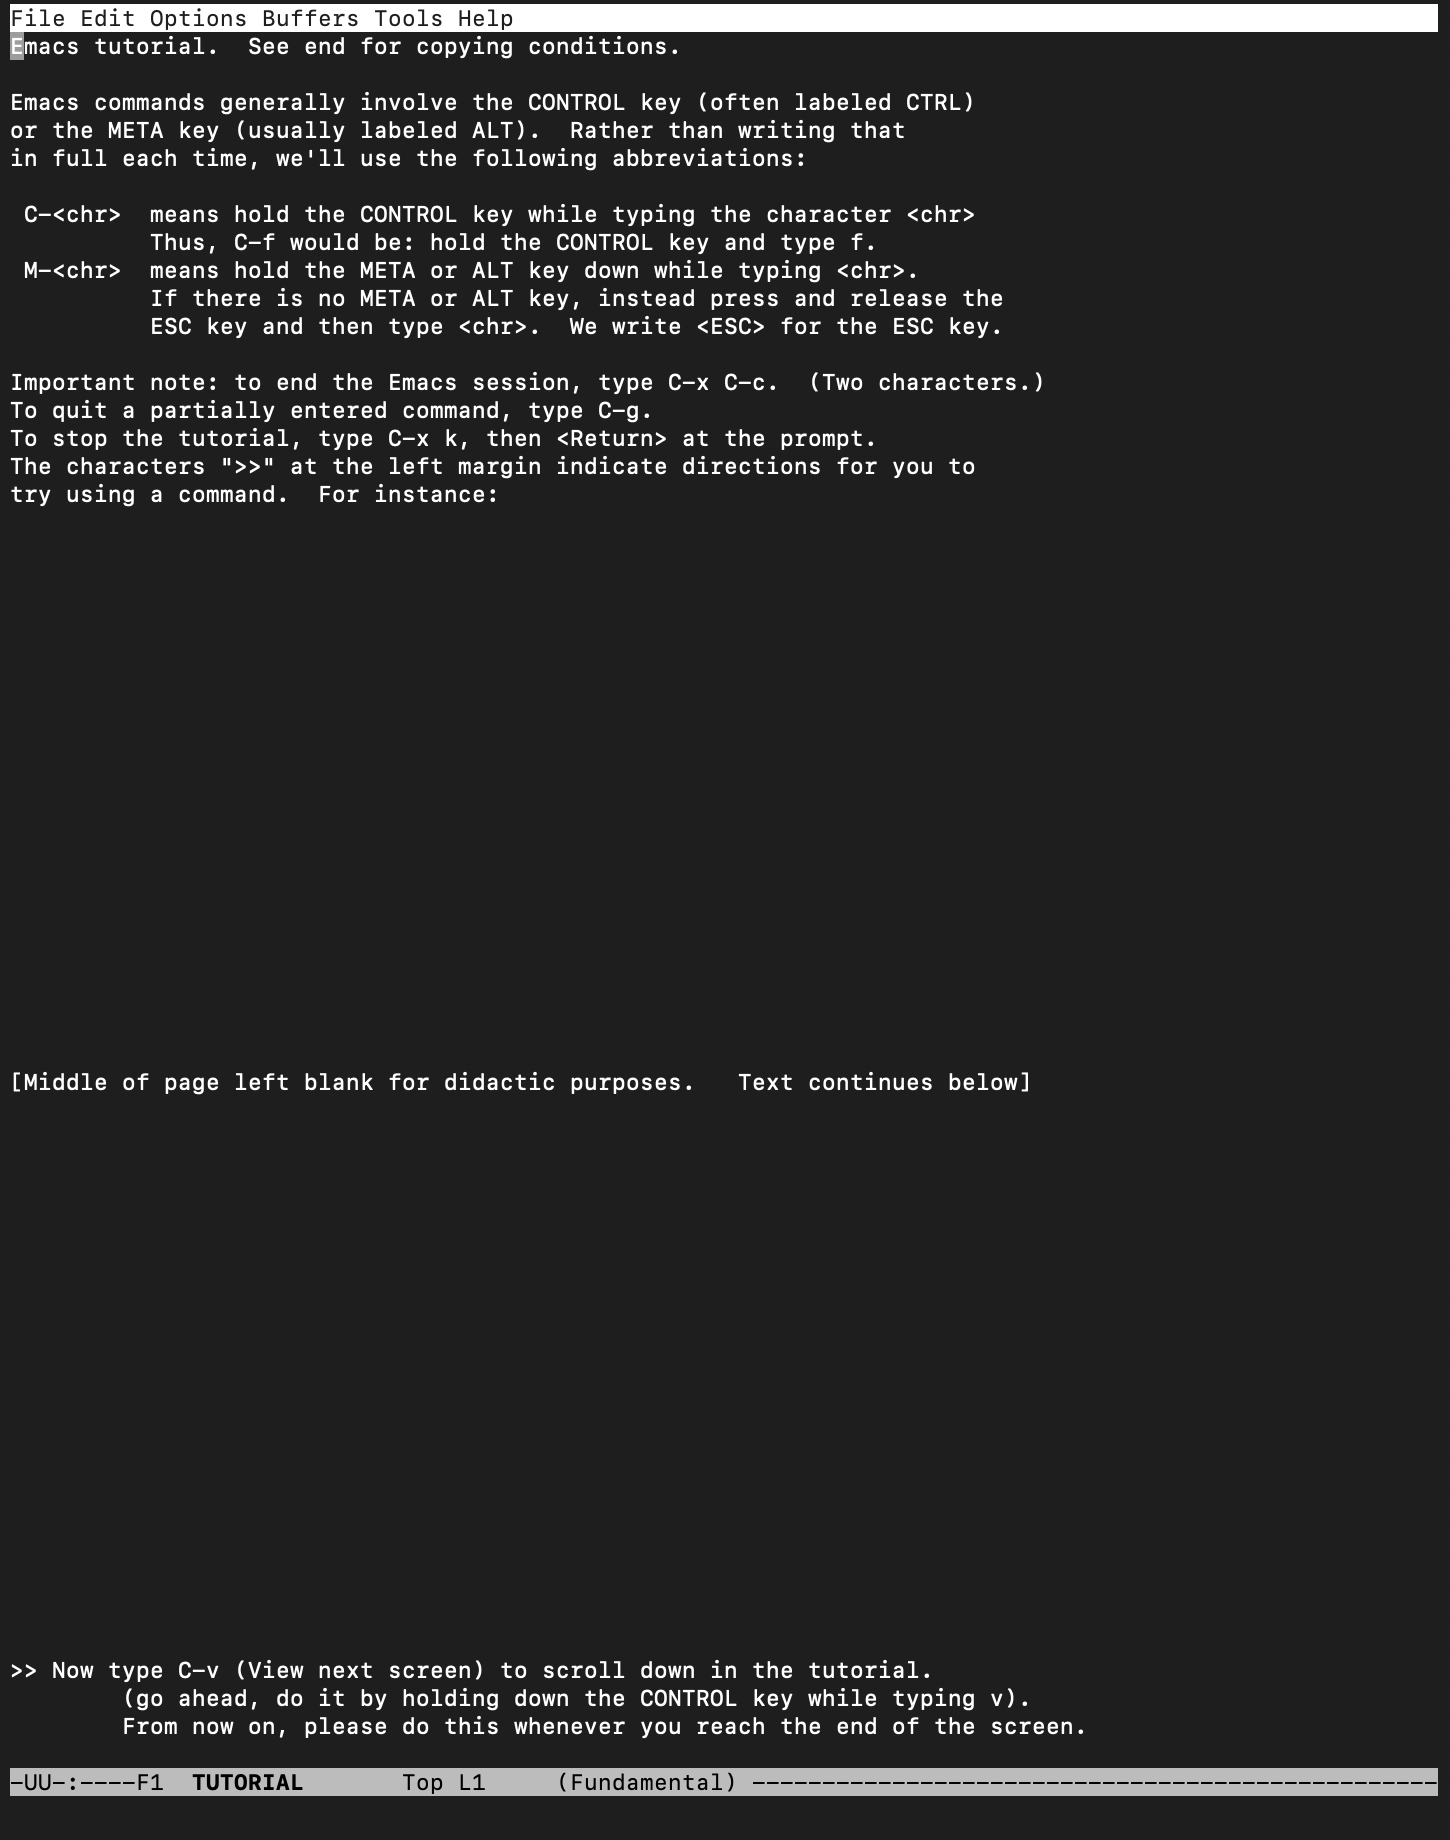 File Edit Options Buffers Tools Help
Emacs tutorial.  See end for copying conditions.

Emacs commands generally involve the CONTROL key (often labeled CTRL)
or the META key (usually labeled ALT).  Rather than writing that
in full each time, we'll use the following abbreviations:

 C-<chr>  means hold the CONTROL key while typing the character <chr>
          Thus, C-f would be: hold the CONTROL key and type f.
 M-<chr>  means hold the META or ALT key down while typing <chr>.
          If there is no META or ALT key, instead press and release the
          ESC key and then type <chr>.  We write <ESC> for the ESC key.

Important note: to end the Emacs session, type C-x C-c.  (Two characters.)
To quit a partially entered command, type C-g.
To stop the tutorial, type C-x k, then <Return> at the prompt.
The characters ">>" at the left margin indicate directions for you to
try using a command.  For instance:

[Middle of page left blank for didactic purposes.   Text continues below]

>> Now type C-v (View next screen) to scroll down in the tutorial.
        (go ahead, do it by holding down the CONTROL key while typing v).
        From now on, please do this whenever you reach the end of the screen.

-UU-:----F1  TUTORIAL       Top L1     (Fundamental) -------------------------------------------------